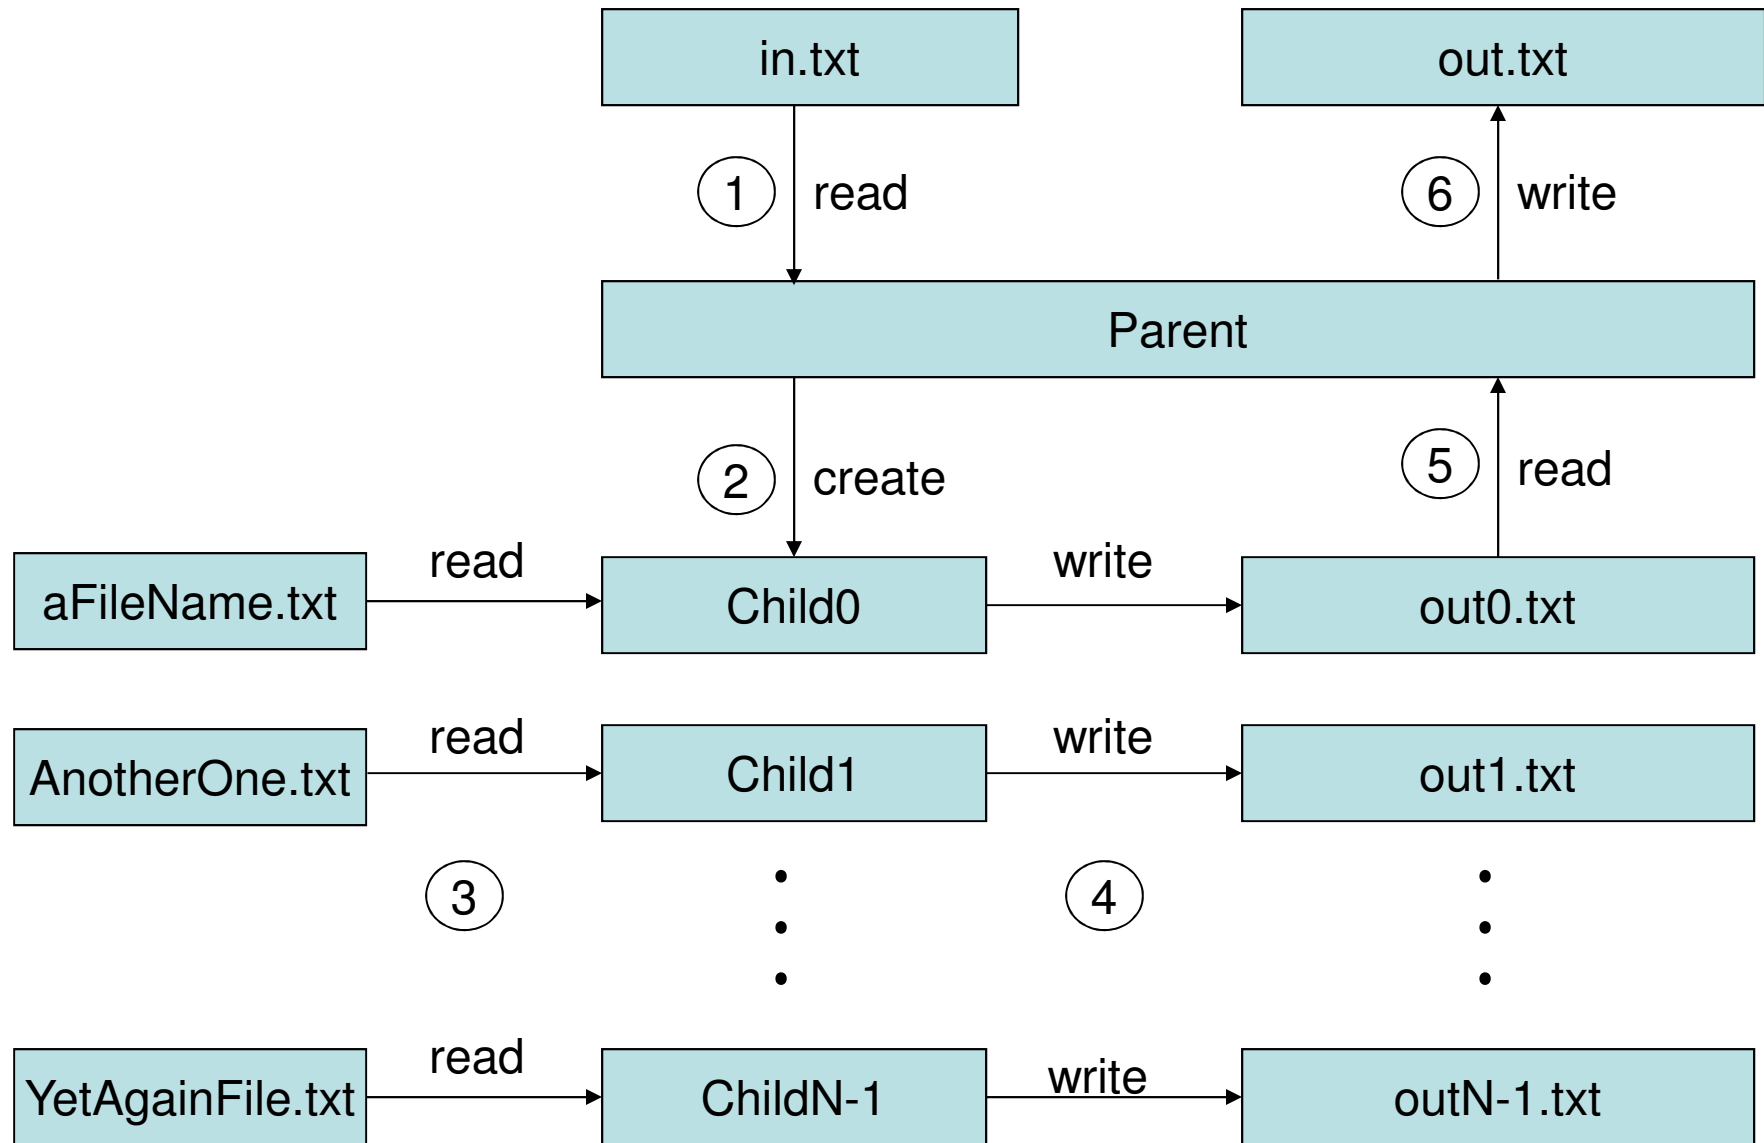 in.txt
out.txt
1
read
6
write
Parent
2
create
5
read
aFileName.txt
read
Child0
write
out0.txt
AnotherOne.txt
read
Child1
write
out1.txt
3
4
YetAgainFile.txt
read
ChildN-1
write
outN-1.txt